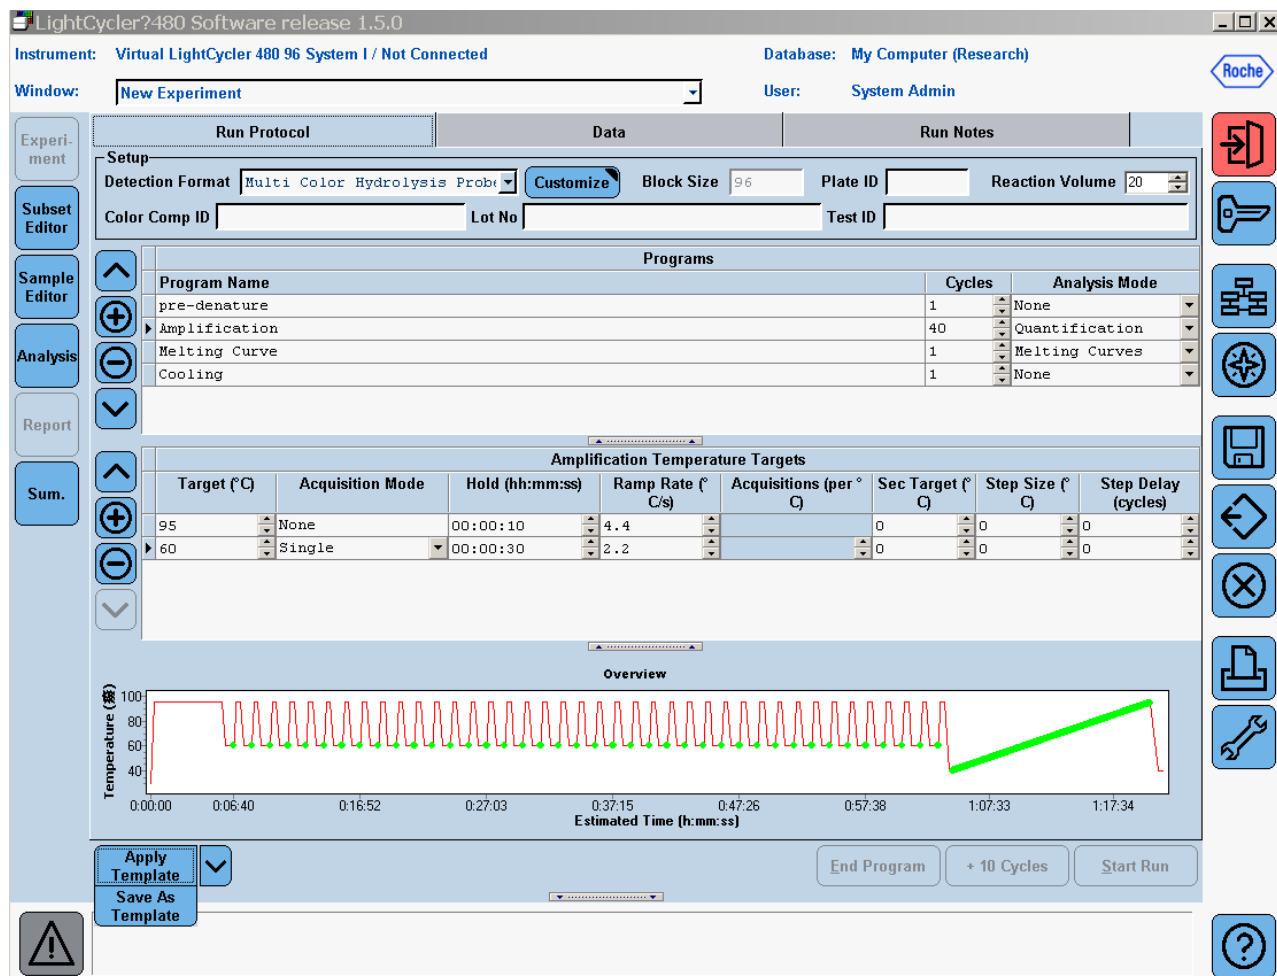 LightCycler?480 Software release 1.5.0
Instrument: Virtual LightCycler 480 96 System I / Not Connected Database: My Computer (Research)
Window: New Experiment User: System Admin
Roche
Experi-
ment
Subset
Editor
Sample
Editor
Analysis
Report
Sum.
Run Protocol Data Run Notes
Setup
Detection Format Multi Color Hydrolysis Probe Customize Block Size 96 Plate ID Reaction Volume 20
Color Comp ID Lot No Test ID
Programs
Program Name Cycles Analysis Mode
pre-denature 1 None
Amplification 40 Quantification
Melting Curve 1 Melting Curves
Cooling 1 None
Amplification Temperature Targets
Target (°C) Acquisition Mode Hold (hh:mm:ss) Ramp Rate (° C/s) Acquisitions (per ° C) Sec Target (° C) Step Size (° C) Step Delay (cycles)
95 None 00:00:10 4.4 0 0 0
60 Single 00:00:30 2.2 0 0 0
Overview
Temperature
100
80
60
40
0:00:00 0:06:40 0:16:52 0:27:03 0:37:15 0:47:26 0:57:38 1:07:33 1:17:34
Estimated Time (h:mm:ss)
Apply
Template
Save As
Template
End Program + 10 Cycles Start Run